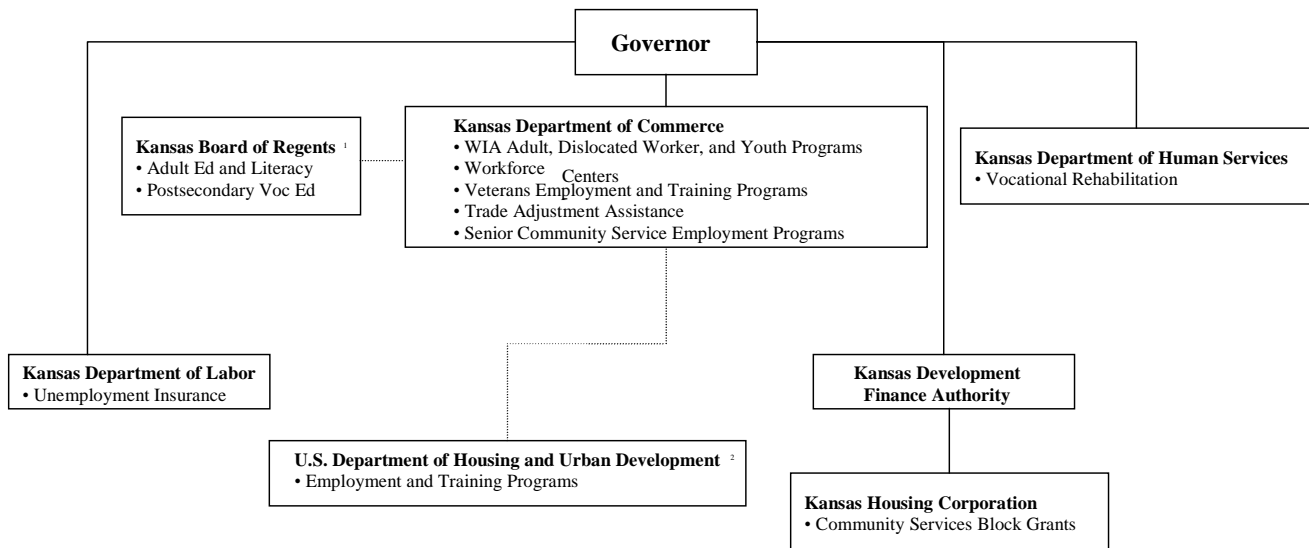 Governor
Kansas Board of Regents 1
• Adult Ed and Literacy
• Postsecondary Voc Ed
Kansas Department of Commerce
• WIA Adult, Dislocated Worker, and Youth Programs
• Workforce Centers
• Veterans Employment and Training Programs
• Trade Adjustment Assistance
• Senior Community Service Employment Programs
Kansas Department of Human Services
• Vocational Rehabilitation
Kansas Department of Labor
• Unemployment Insurance
Kansas Development
Finance Authority
U.S. Department of Housing and Urban Development 2
• Employment and Training Programs
Kansas Housing Corporation
• Community Services Block Grants